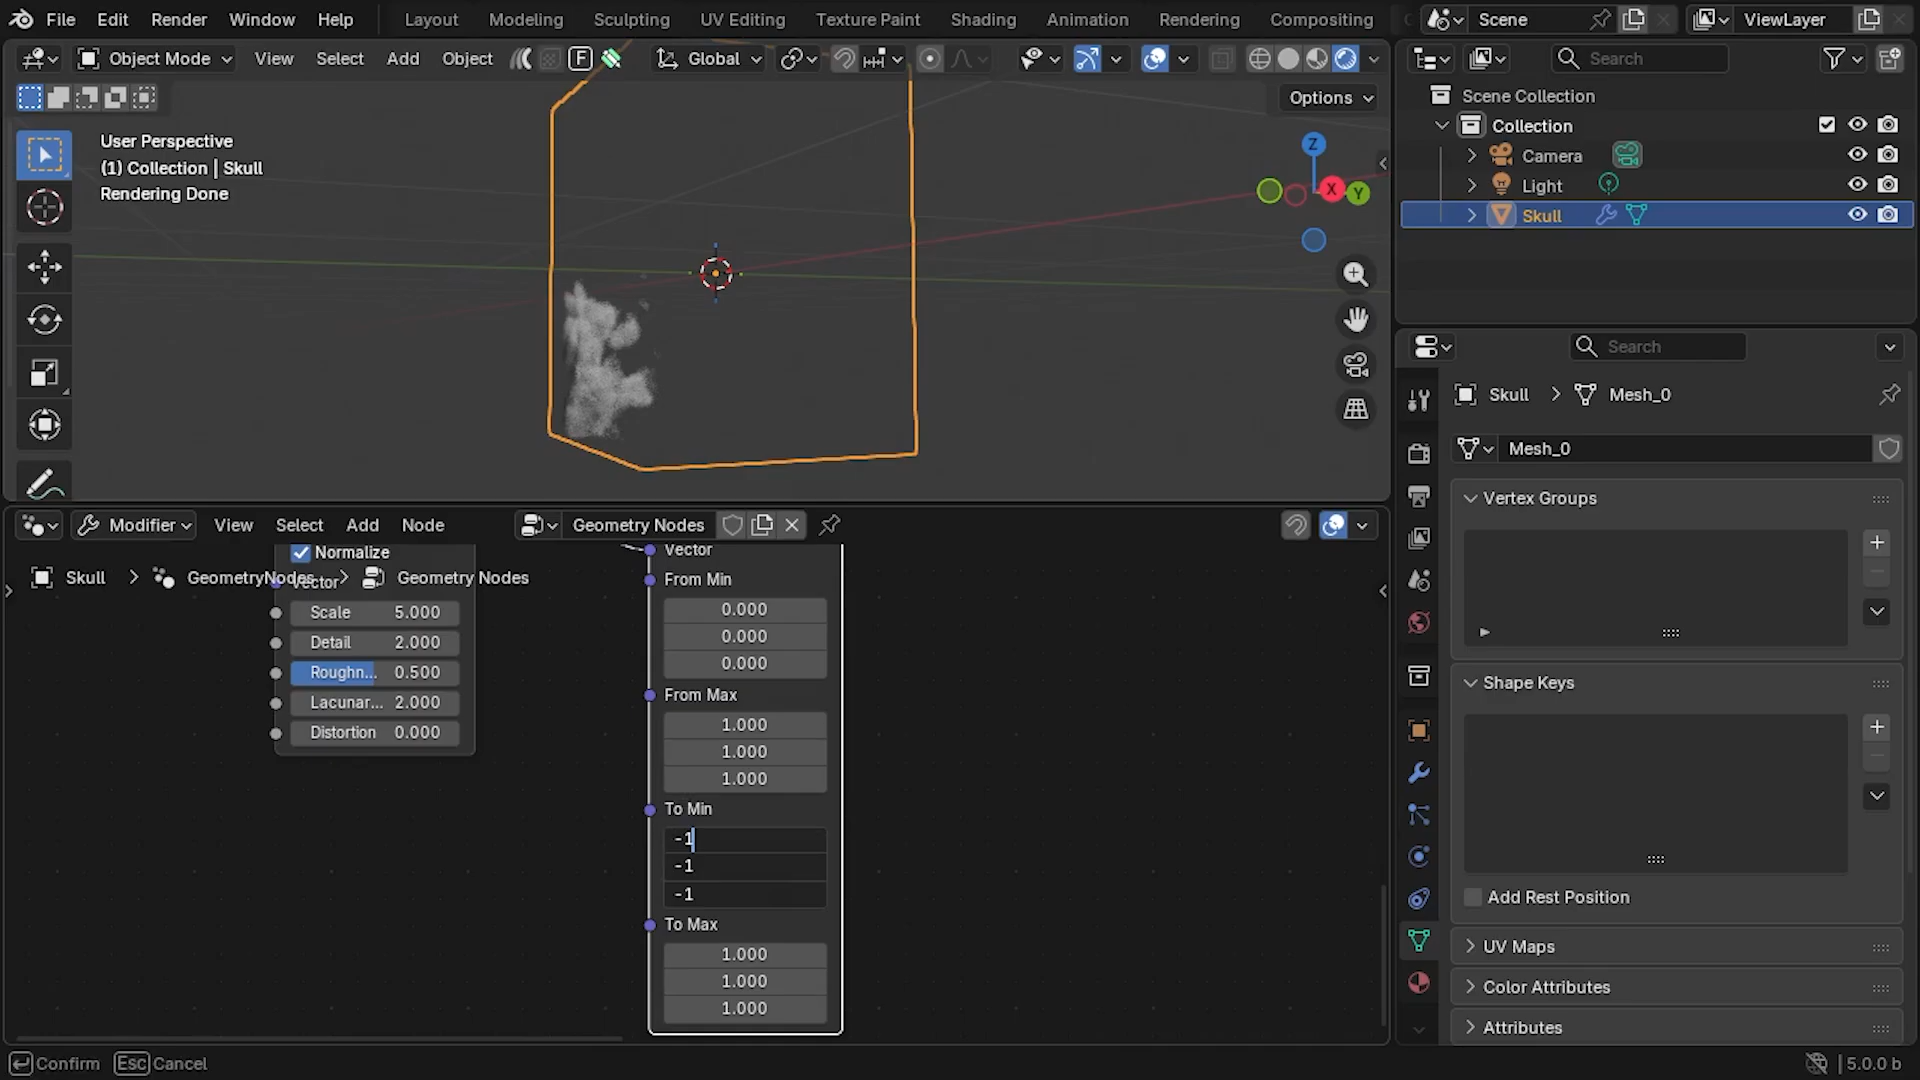 File Edit Render Window Help Layout Modeling Sculpting UV Editing Texture Paint Shading Animation Rendering Compositing Scene ViewLayer
Object Mode View Select Add Object F Global
Search
Options
User Perspective
(1) Collection | Skull
Rendering Done
Z
X
Y
Scene Collection
Collection
Camera
Light
Skull
Search
Skull > Mesh_0
Mesh_0
Vertex Groups
Shape Keys
Add Rest Position
UV Maps
Color Attributes
Attributes
Modifier View Select Add Node Geometry Nodes
Skull > GeometryNodes > Geometry Nodes
Normalize
Vector
Scale 5.000
Detail 2.000
Roughn... 0.500
Lacunar... 2.000
Distortion 0.000
Vector
From Min
0.000
0.000
0.000
From Max
1.000
1.000
1.000
To Min
-1
-1
-1
To Max
1.000
1.000
1.000
Confirm Esc Cancel
5.0.0 b